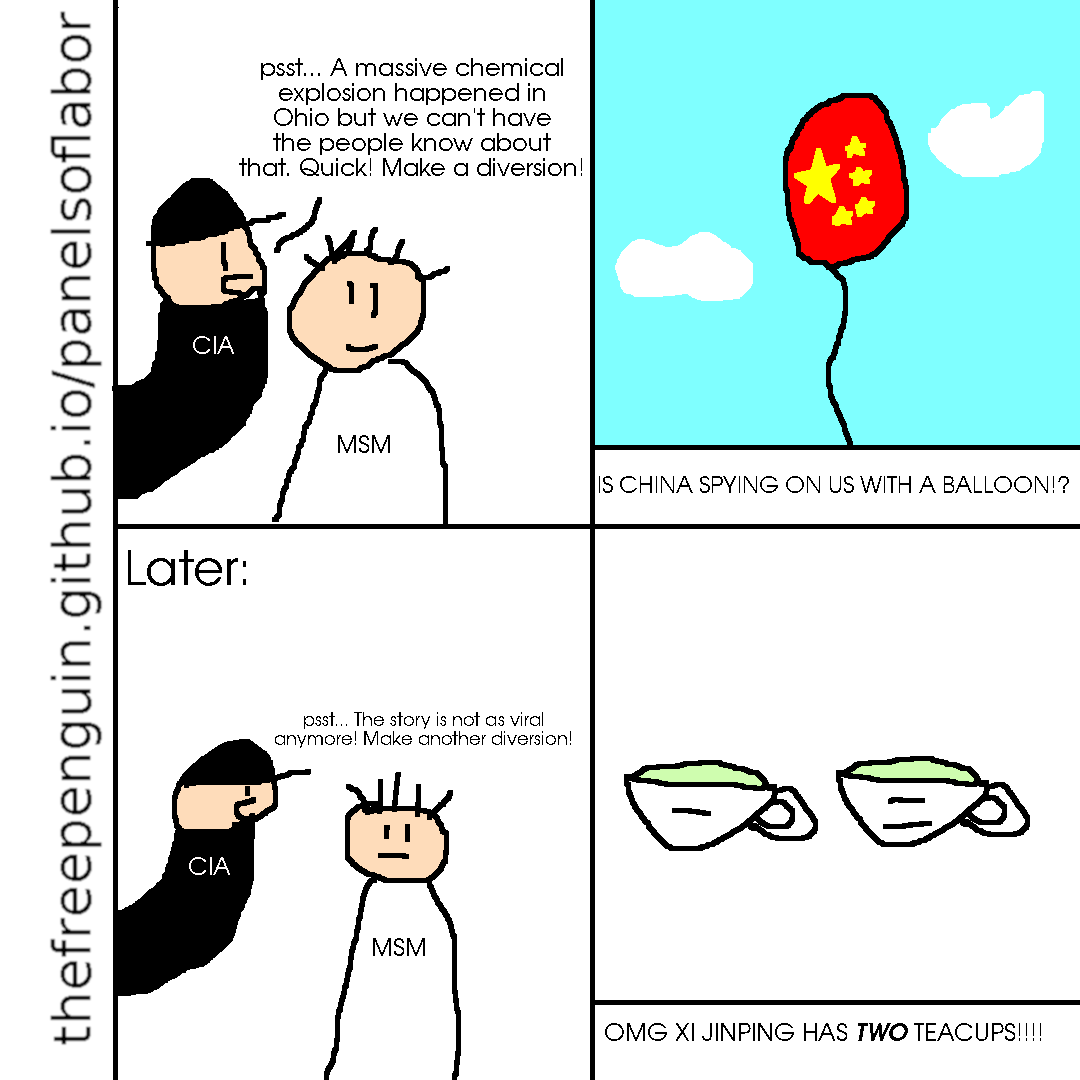 thefreepenguin.github.io/panelsoflabor
psst... A massive chemical
explosion happened in
Ohio but we can't have
the people know about
that. Quick! Make a diversion!
CIA
MSM
IS CHINA SPYING ON US WITH A BALLOON!?
Later:
psst... The story is not as viral
anymore! Make another diversion!
CIA
MSM
一
二
OMG XI JINPING HAS TWO TEACUPS!!!!